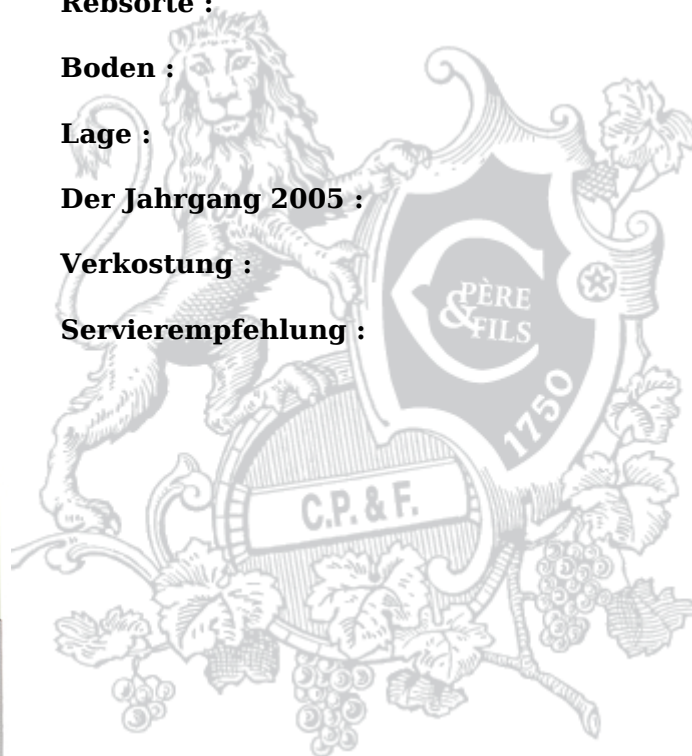 Rebsorte :
Boden :
Lage :
Der Jahrgang 2005 :
Verkostung :
Servierempfehlung :
PÈRE
& FILS
1750
C.P. & F.